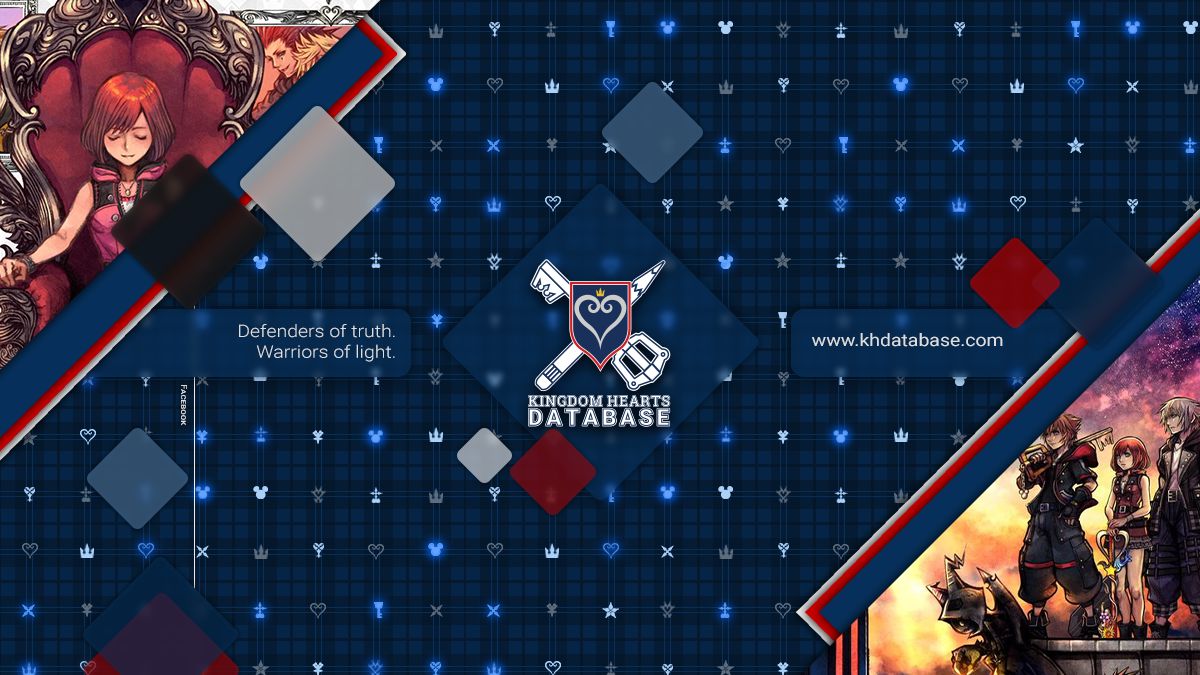 Defenders of truth.
Warriors of light.
www.khdatabase.com
KINGDOM HEARTS
DATABASE
FACEBOOK